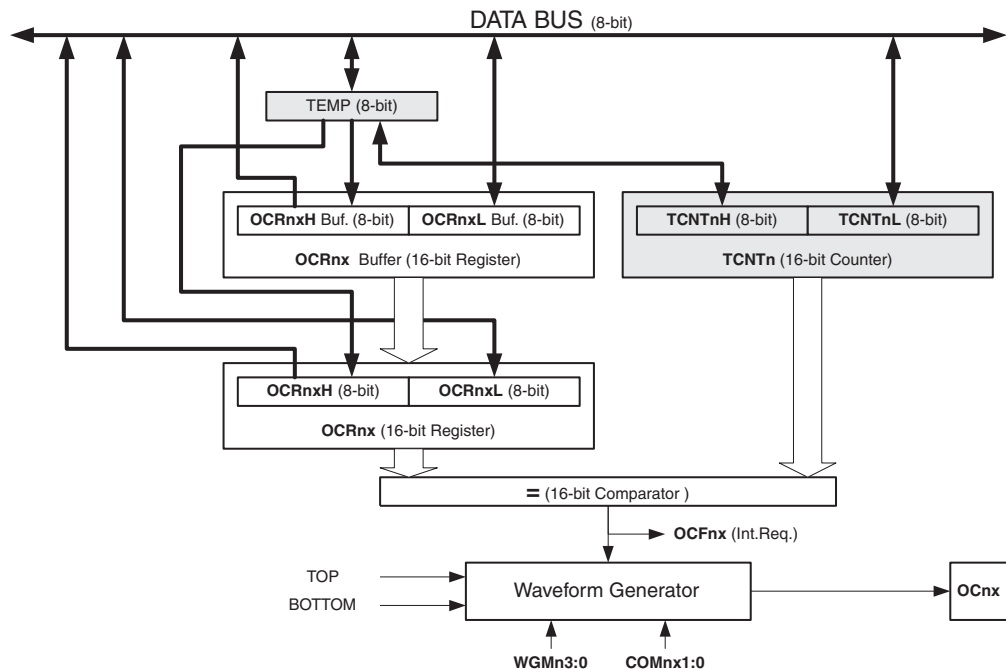 DATA BUS (8-bit)
TEMP (8-bit)
OCRnxH Buf. (8-bit)
OCRnxL Buf. (8-bit)
OCRnx Buffer (16-bit Register)
TCNTnH (8-bit)
TCNTnL (8-bit)
TCNTn (16-bit Counter)
OCRnxH (8-bit)
OCRnxL (8-bit)
OCRnx (16-bit Register)
= (16-bit Comparator )
OCFnx (Int.Req.)
TOP
BOTTOM
Waveform Generator
OCnx
WGMn3:0
COMnx1:0